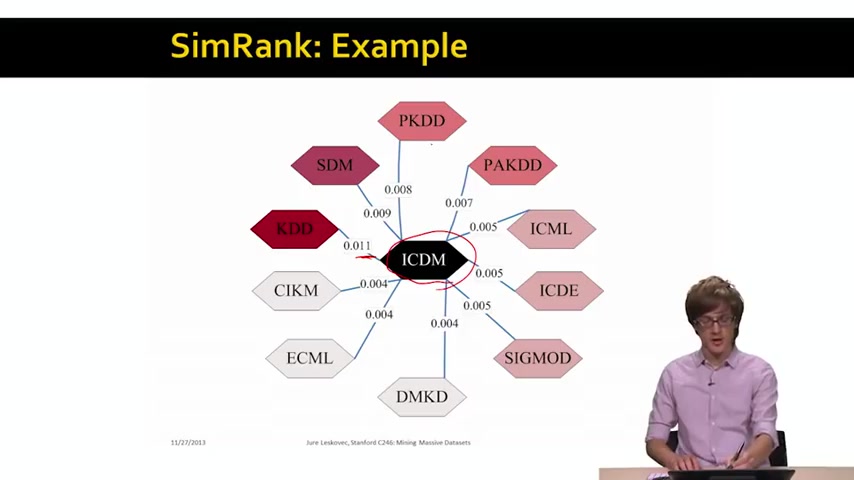 SimRank: Example
PKDD
SDM
PAKDD
0.008
0.007
0.009
KDD
0.005
ICML
0.011
ICDM
0.005
CIKM
0.004
ICDE
0.005
0.004
0.004
ECML
SIGMOD
DMKD
11/27/2013
Jure Leskovec, Stanford C246: Mining Massive Datasets